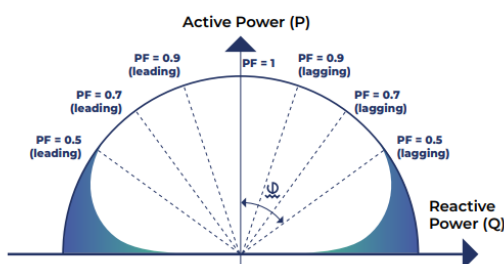 Active Power (P)
PF = 0.9
(leading)
PF = 1
PF = 0.9
(lagging)
PF = 0.7
(leading)
PF = 0.7
(lagging)
PF = 0.5
(leading)
PF = 0.5
(lagging)
Φ
Reactive
Power (Q)